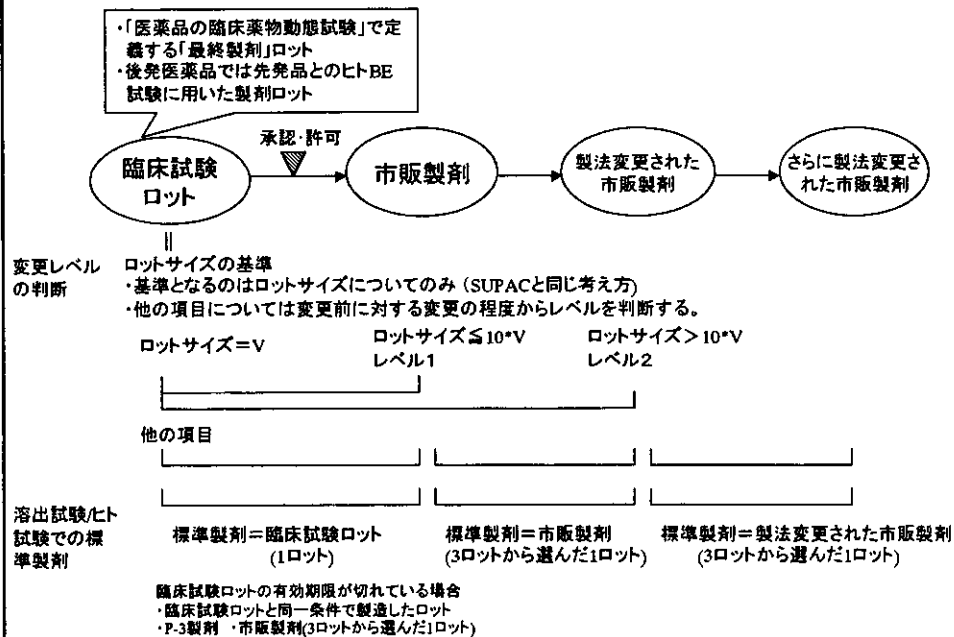 ・「医薬品の臨床薬物動態試験」で定
義する「最終製剤」ロット
・後発医薬品では先発品とのヒトBE
試験に用いた製剤ロット
承認・許可
臨床試験
ロット
市販製剤
製法変更された
市販製剤
さらに製法変更さ
れた市販製剤
変更レベル
の判断
ロットサイズの基準
・基準となるのはロットサイズについてのみ（SUPACと同じ考え方)
・他の項目については変更前に対する変更の程度からレベルを判断する。
ロットサイズ＝V
ロットサイズ≦10*V
レベル1
ロットサイズ＞10*V
レベル2
他の項目
溶出試験/ヒト
試験での標
準製剤
標準製剤＝臨床試験ロット
(1ロット)
標準製剤＝市販製剤
(3ロットから選んだ1ロット)
標準製剤＝製法変更された市販製剤
(3ロットから選んだ1ロット)
臨床試験ロットの有効期限が切れている場合
・臨床試験ロットと同一条件で製造したロット
・P-3製剤 ・市販製剤(3ロットから選んだ1ロット)